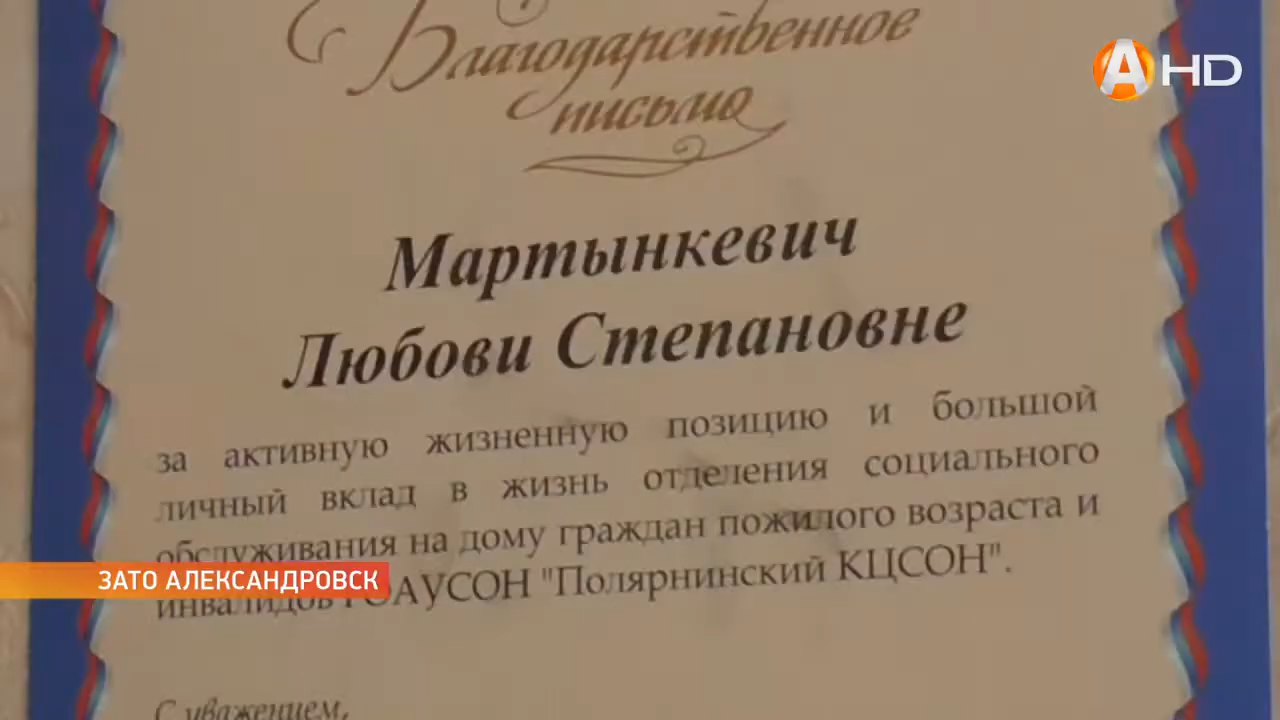 Благодарственное
письмо
А HD
Мартынкевич
Любови Степановне
за активную жизненную позицию и большой
личный вклад в жизнь отделения социального
обслуживания на дому граждан пожилого возраста и
инвалидов ГОАУСОН "Полярнинский КЦСОН".
ЗАТО АЛЕКСАНДРОВСК
С уважением,